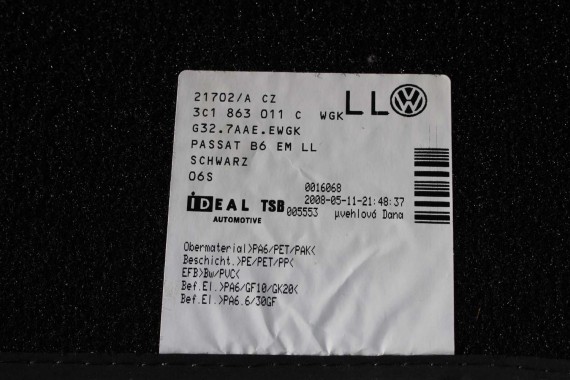 21702/A CZ
3C1 863 011 C WGK LL
G32.7AAE.EWGK
PASSAT B6 EM LL
SCHWARZ
06S
0016068
2008-05-11-21:48:37
IDEAL TSB 005553 µvehlová Dana
AUTOMOTIVE
Obermaterial>PA6/PET/PAK<
Beschicht.>PE/PET/PP<
EFB>Bw/PVC<
Bef.El.>PA6/GF10/GK20<
Bef.El.>PA6.6/30GF